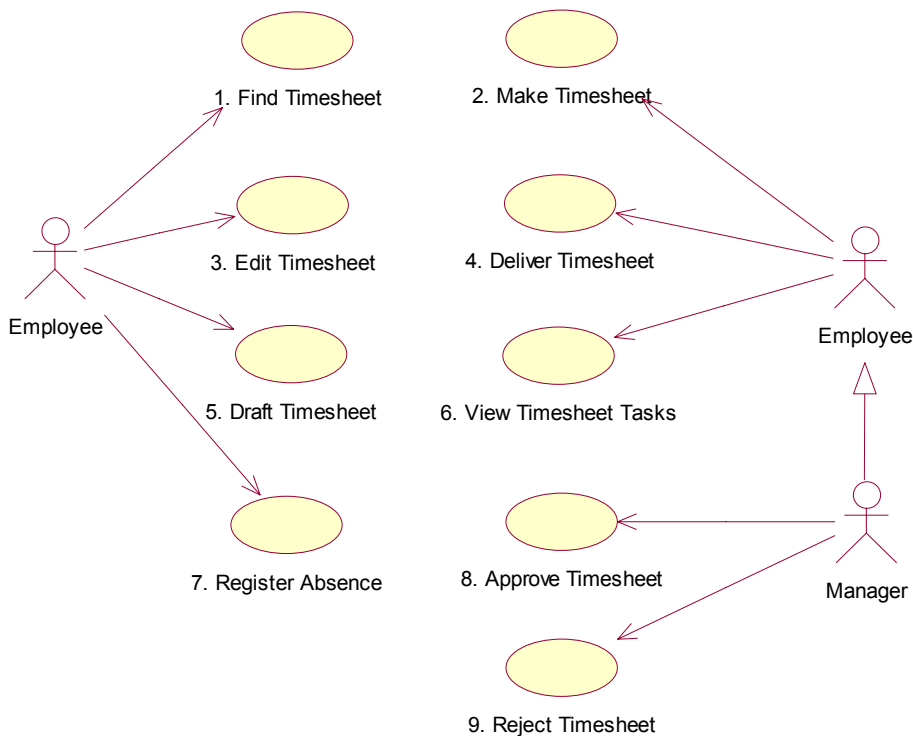 1. Find Timesheet
2. Make Timesheet
3. Edit Timesheet
4. Deliver Timesheet
Employee
Employee
5. Draft Timesheet
6. View Timesheet Tasks
7. Register Absence
8. Approve Timesheet
Manager
9. Reject Timesheet